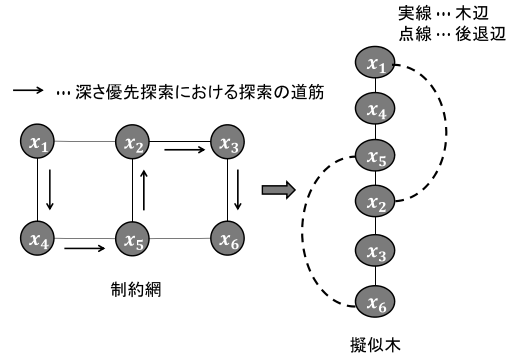 実線 … 木辺
点線 … 後退辺
→ … 深さ優先探索における探索の道筋
x₁ x₂ x₃
x₄ x₅ x₆
制約網
x₁
x₄
x₅
x₂
x₃
x₆
擬似木